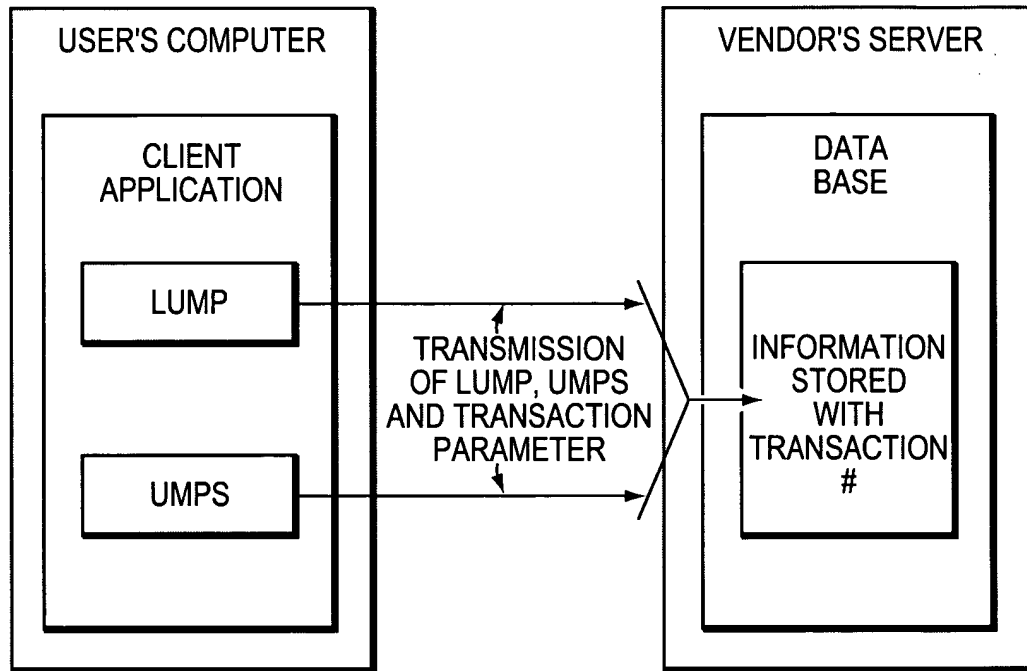 USER'S COMPUTER
CLIENT
APPLICATION
LUMP
UMPS
TRANSMISSION
OF LUMP, UMPS
AND TRANSACTION
PARAMETER
VENDOR'S SERVER
DATA
BASE
INFORMATION
STORED
WITH
TRANSACTION
#